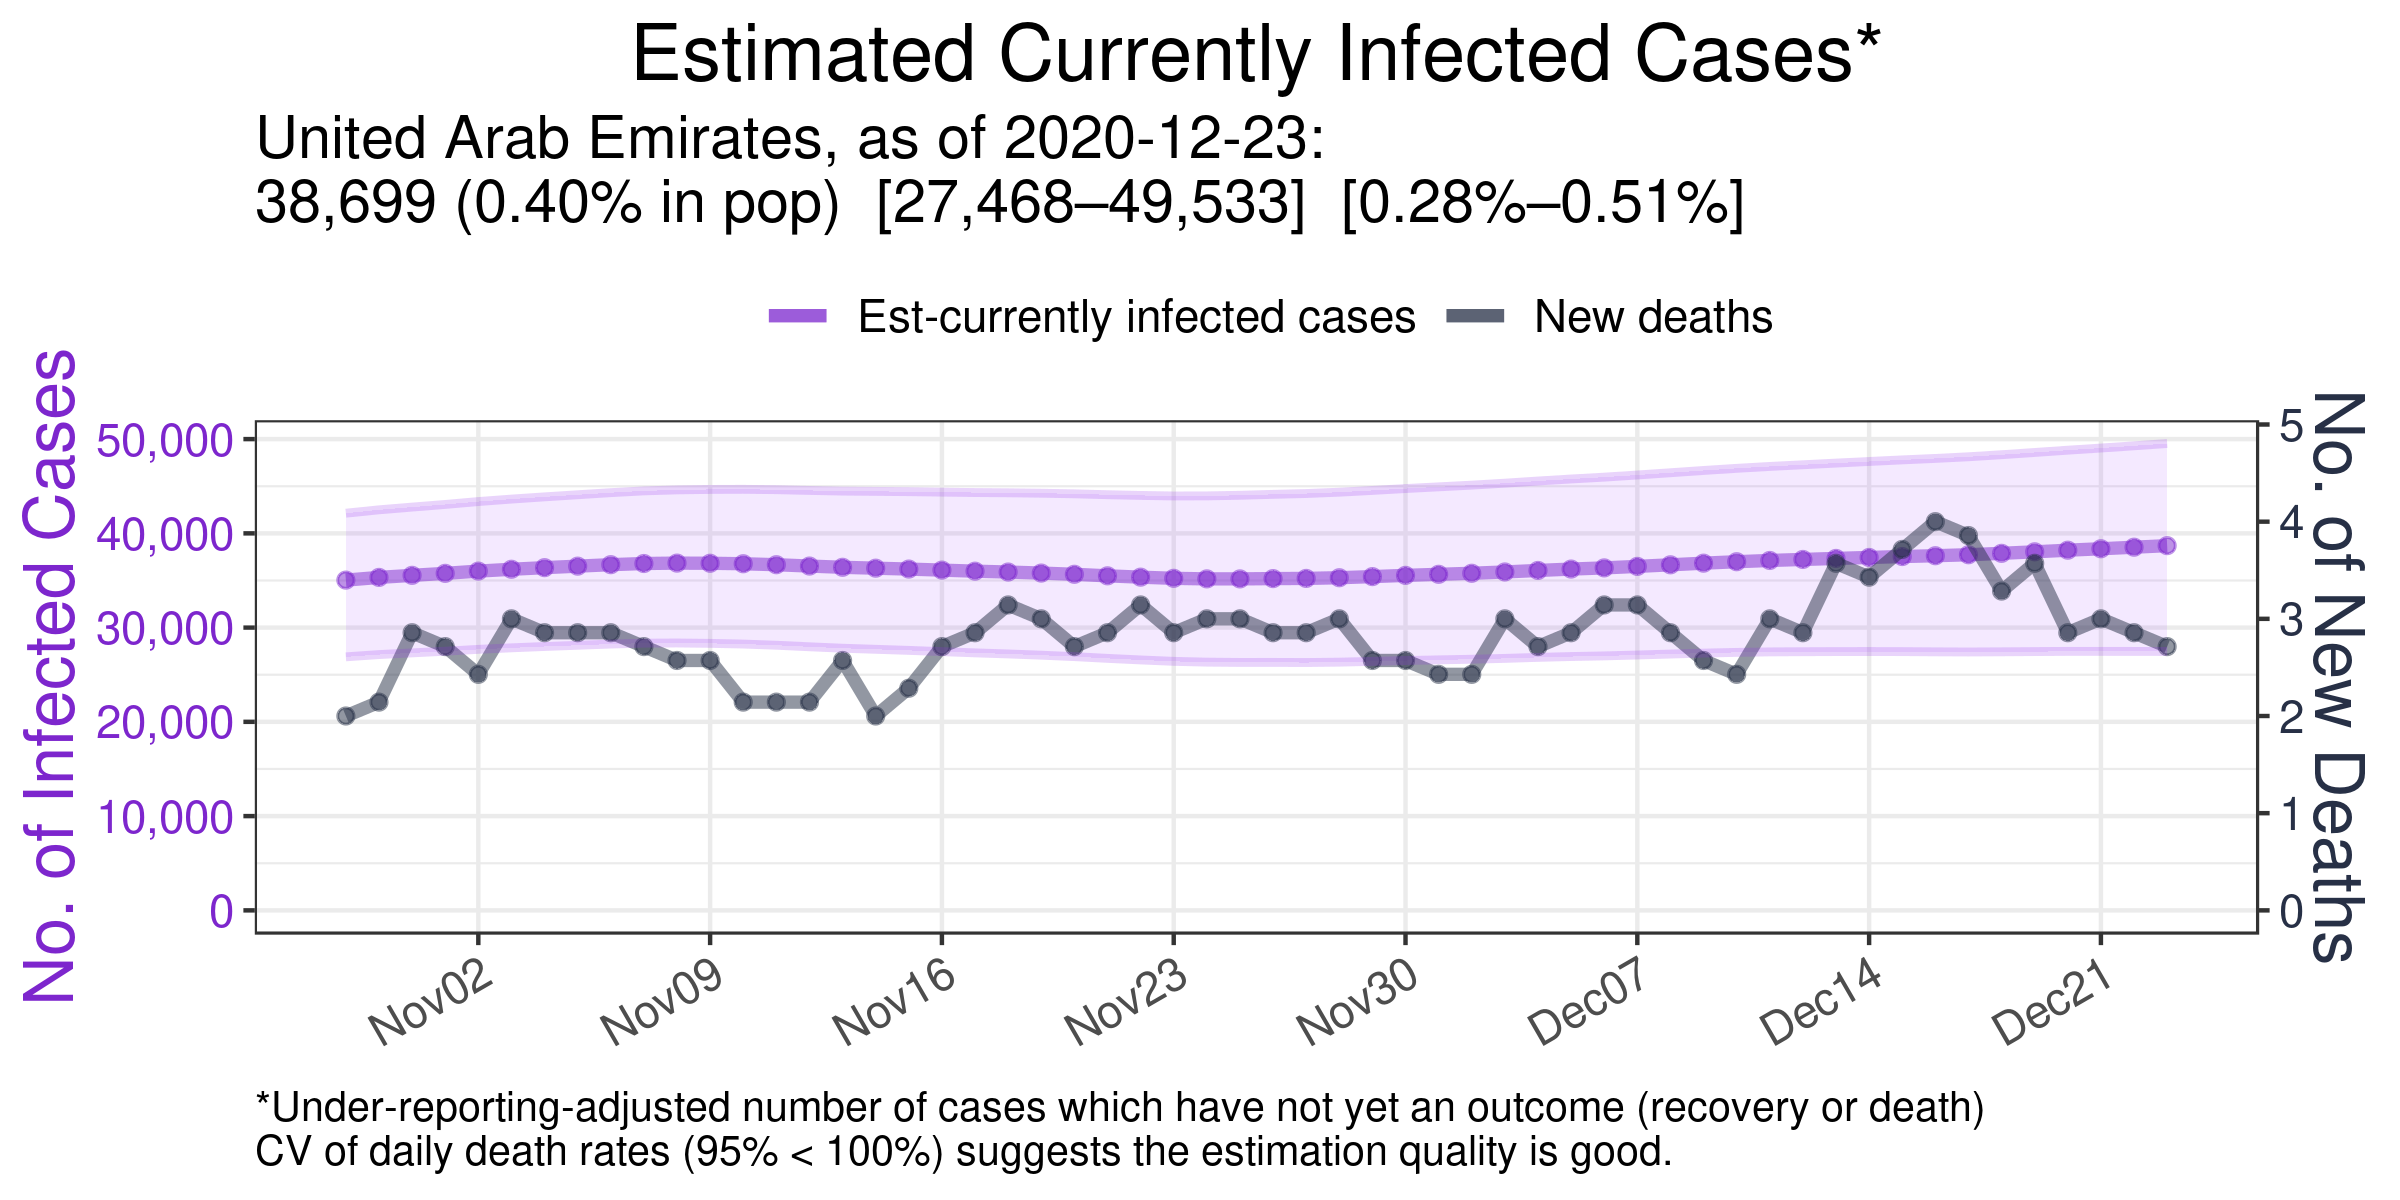 Estimated Currently Infected Cases*
United Arab Emirates, as of 2020-12-23:
38,699 (0.40% in pop)  [27,468–49,533]  [0.28%–0.51%]
Est-currently infected cases
New deaths
No. of Infected Cases
50,000
40,000
30,000
20,000
10,000
0
5
4
3
2
1
0
No. of New Deaths
Nov02
Nov09
Nov16
Nov23
Nov30
Dec07
Dec14
Dec21
*Under-reporting-adjusted number of cases which have not yet an outcome (recovery or death)
CV of daily death rates (95% < 100%) suggests the estimation quality is good.